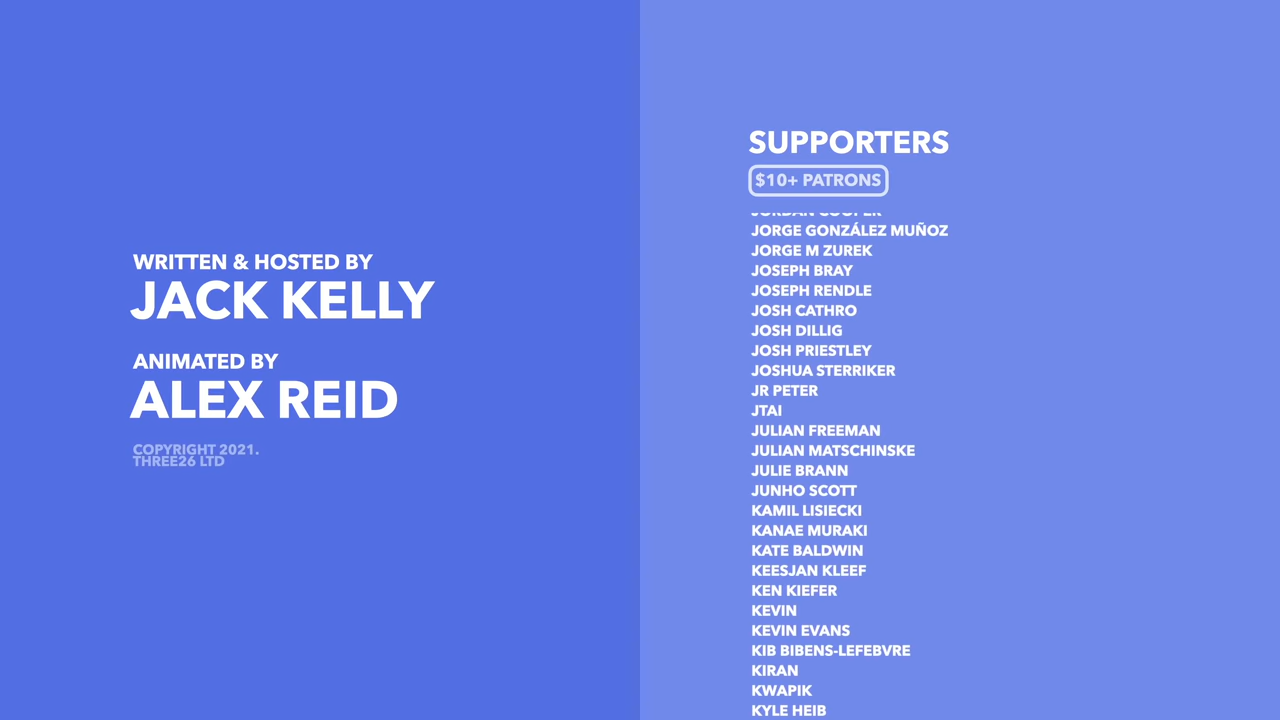 WRITTEN & HOSTED BY
JACK KELLY
ANIMATED BY
ALEX REID
COPYRIGHT 2021.
THREE26 LTD
SUPPORTERS
$10+ PATRONS
JORDAN COOPER
JORGE GONZÁLEZ MUÑOZ
JORGE M ZUREK
JOSEPH BRAY
JOSEPH RENDLE
JOSH CATHRO
JOSH DILLIG
JOSH PRIESTLEY
JOSHUA STERRIKER
JR PETER
JTAI
JULIAN FREEMAN
JULIAN MATSCHINSKE
JULIE BRANN
JUNHO SCOTT
KAMIL LISIECKI
KANAE MURAKI
KATE BALDWIN
KEESJAN KLEEF
KEN KIEFER
KEVIN
KEVIN EVANS
KIB BIBENS-LEFEBVRE
KIRAN
KWAPIK
KYLE HEIB